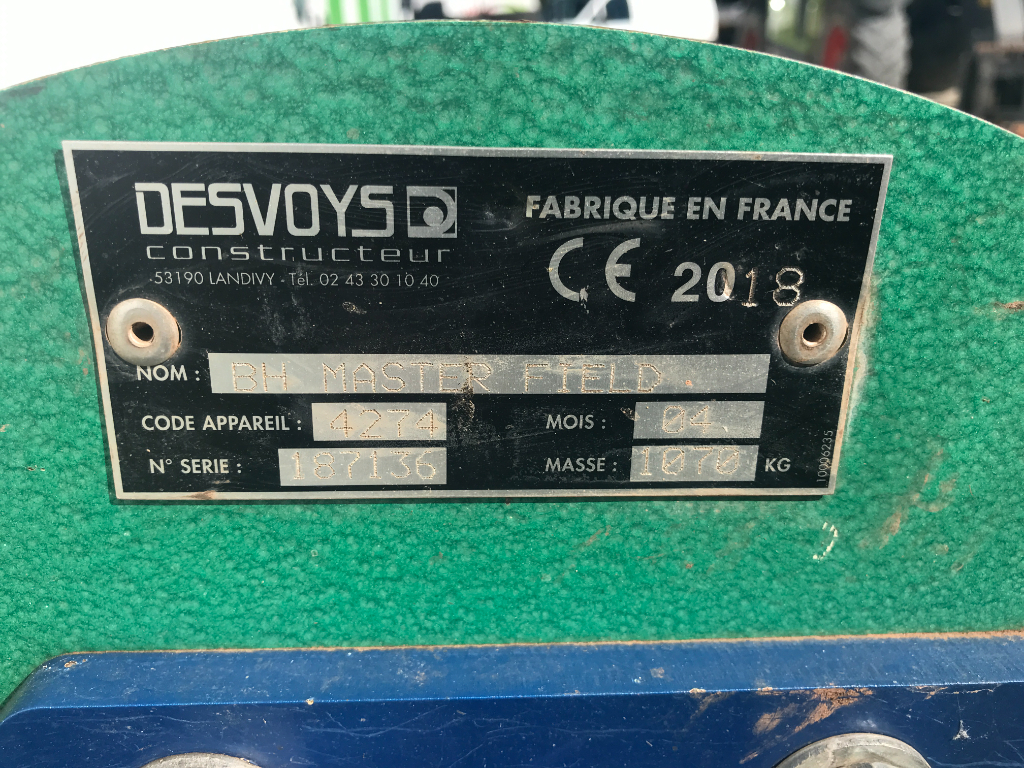 DESVOYS
constructeur
53190 LANDIVY - Tél. 02 43 30 10 40
FABRIQUE EN FRANCE
CE 2018
NOM : BH MASTER FIELD
CODE APPAREIL : 4274
MOIS : 04
N° SERIE : 187136
MASSE : 1070 KG
10006235